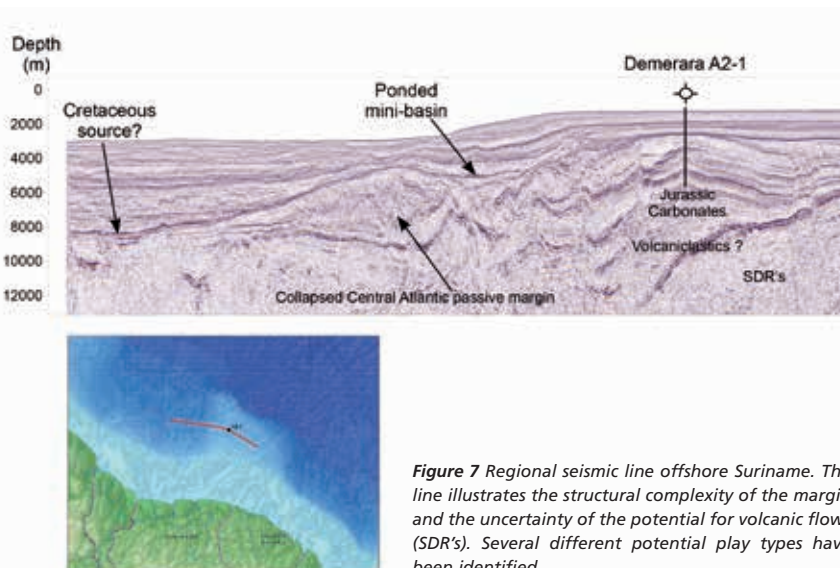 Depth
(m)
0
2000
4000
6000
8000
10000
12000
Cretaceous
source?
Ponded
mini-basin
Demerara A2-1
Jurassic
Carbonates
Volcaniclastics ?
SDR's
Collapsed Central Atlantic passive margin
Figure 7 Regional seismic line offshore Suriname. Th
line illustrates the structural complexity of the margi
and the uncertainty of the potential for volcanic flow
(SDR's). Several different potential play types hav
been identified